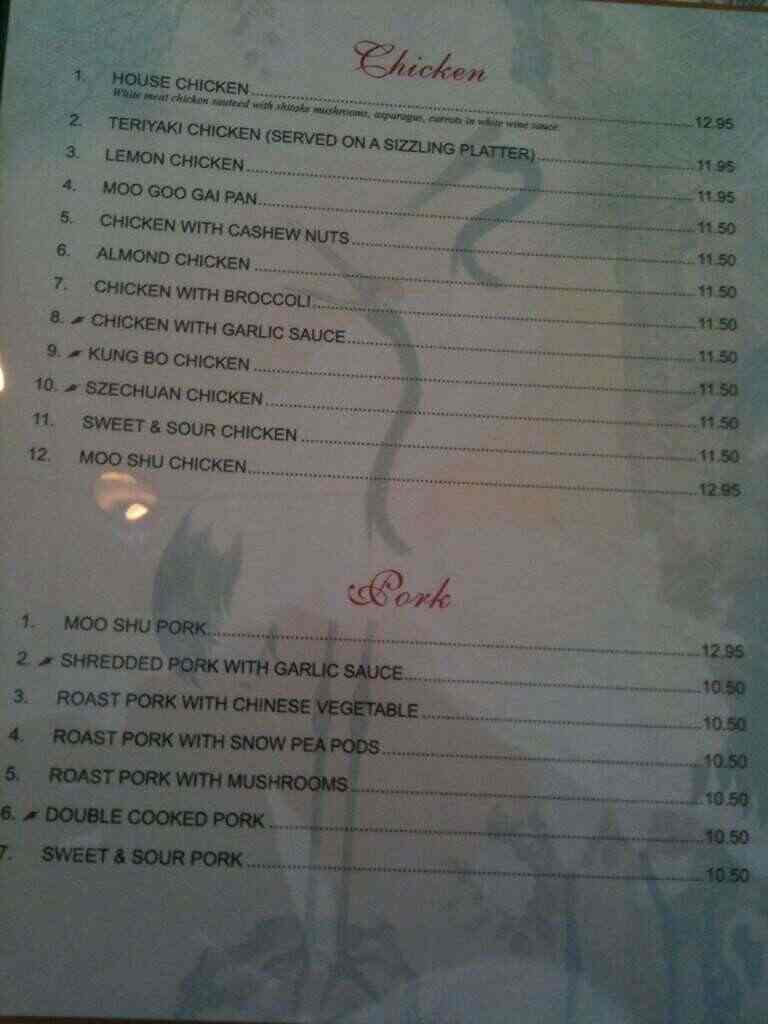 Chicken
1. HOUSE CHICKEN 12.95
White meat chicken sauteed with shitake mushrooms, asparagus, carrots in white wine sauce
2. TERIYAKI CHICKEN (SERVED ON A SIZZLING PLATTER) 11.95
3. LEMON CHICKEN 11.95
4. MOO GOO GAI PAN 11.50
5. CHICKEN WITH CASHEW NUTS 11.50
6. ALMOND CHICKEN 11.50
7. CHICKEN WITH BROCCOLI 11.50
8. CHICKEN WITH GARLIC SAUCE 11.50
9. KUNG BO CHICKEN 11.50
10. SZECHUAN CHICKEN 11.50
11. SWEET & SOUR CHICKEN 11.50
12. MOO SHU CHICKEN 12.95
Pork
1. MOO SHU PORK 12.95
2. SHREDDED PORK WITH GARLIC SAUCE 10.50
3. ROAST PORK WITH CHINESE VEGETABLE 10.50
4. ROAST PORK WITH SNOW PEA PODS 10.50
5. ROAST PORK WITH MUSHROOMS 10.50
6. DOUBLE COOKED PORK 10.50
7. SWEET & SOUR PORK 10.50